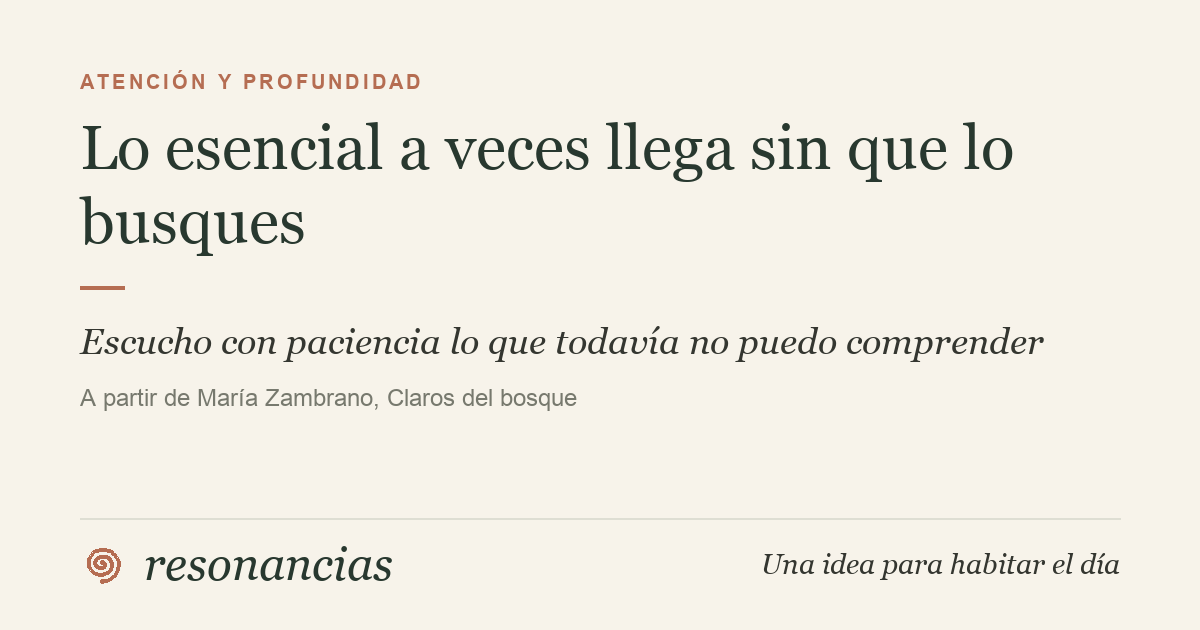 ATENCIÓN Y PROFUNDIDAD
Lo esencial a veces llega sin que lo
busques
Escucho con paciencia lo que todavía no puedo comprender
A partir de María Zambrano, Claros del bosque
resonancias
Una idea para habitar el día